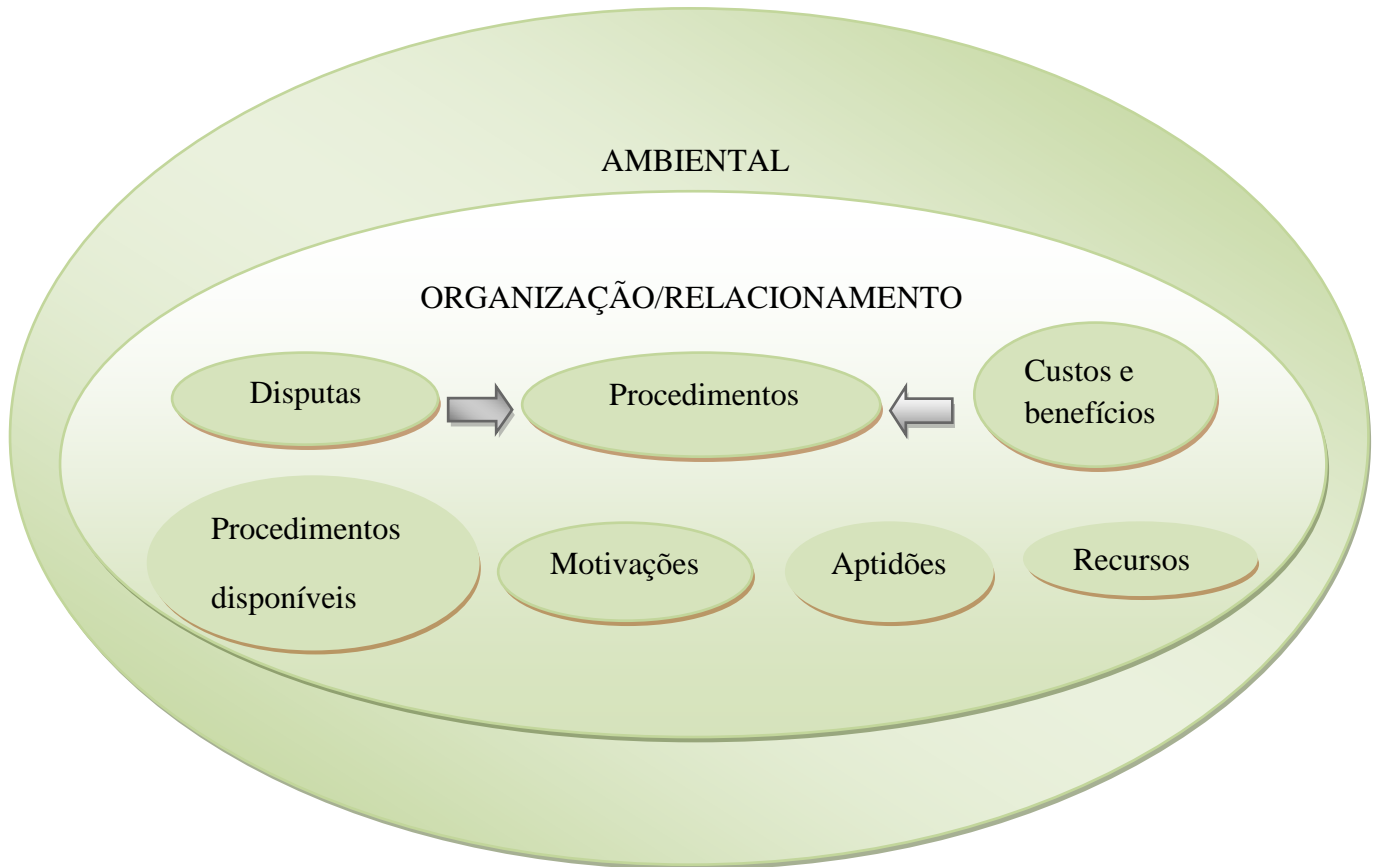 AMBIENTAL
ORGANIZAÇÃO/RELACIONAMENTO
Disputas
Procedimentos
Custos e
benefícios
Procedimentos
disponíveis
Motivações
Aptidões
Recursos